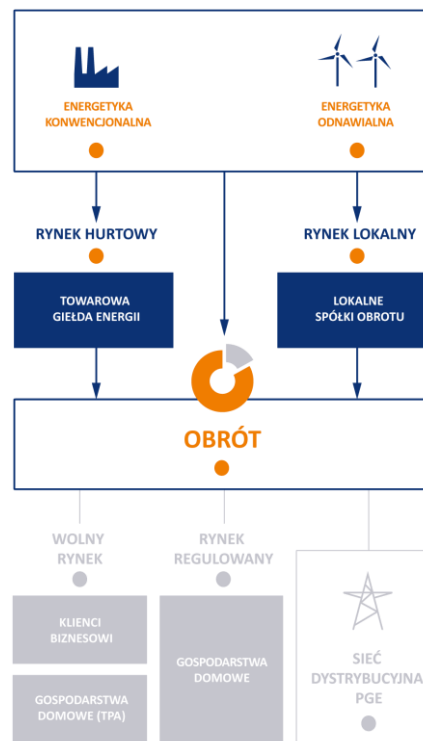 ENERGETYKA
KONWENCJONALNA
ENERGETYKA
ODNAWIALNA
RYNEK HURTOWY
RYNEK LOKALNY
TOWAROWA
GIEŁDA ENERGII
LOKALNE
SPÓŁKI OBROTU
OBRÓT
WOLNY
RYNEK
RYNEK
REGULOWANY
KLIENCI
BIZNESOWI
GOSPODARSTWA
DOMOWE (TPA)
GOSPODARSTWA
DOMOWE
SIEĆ
DYSTRYBUCYJNA
PGE